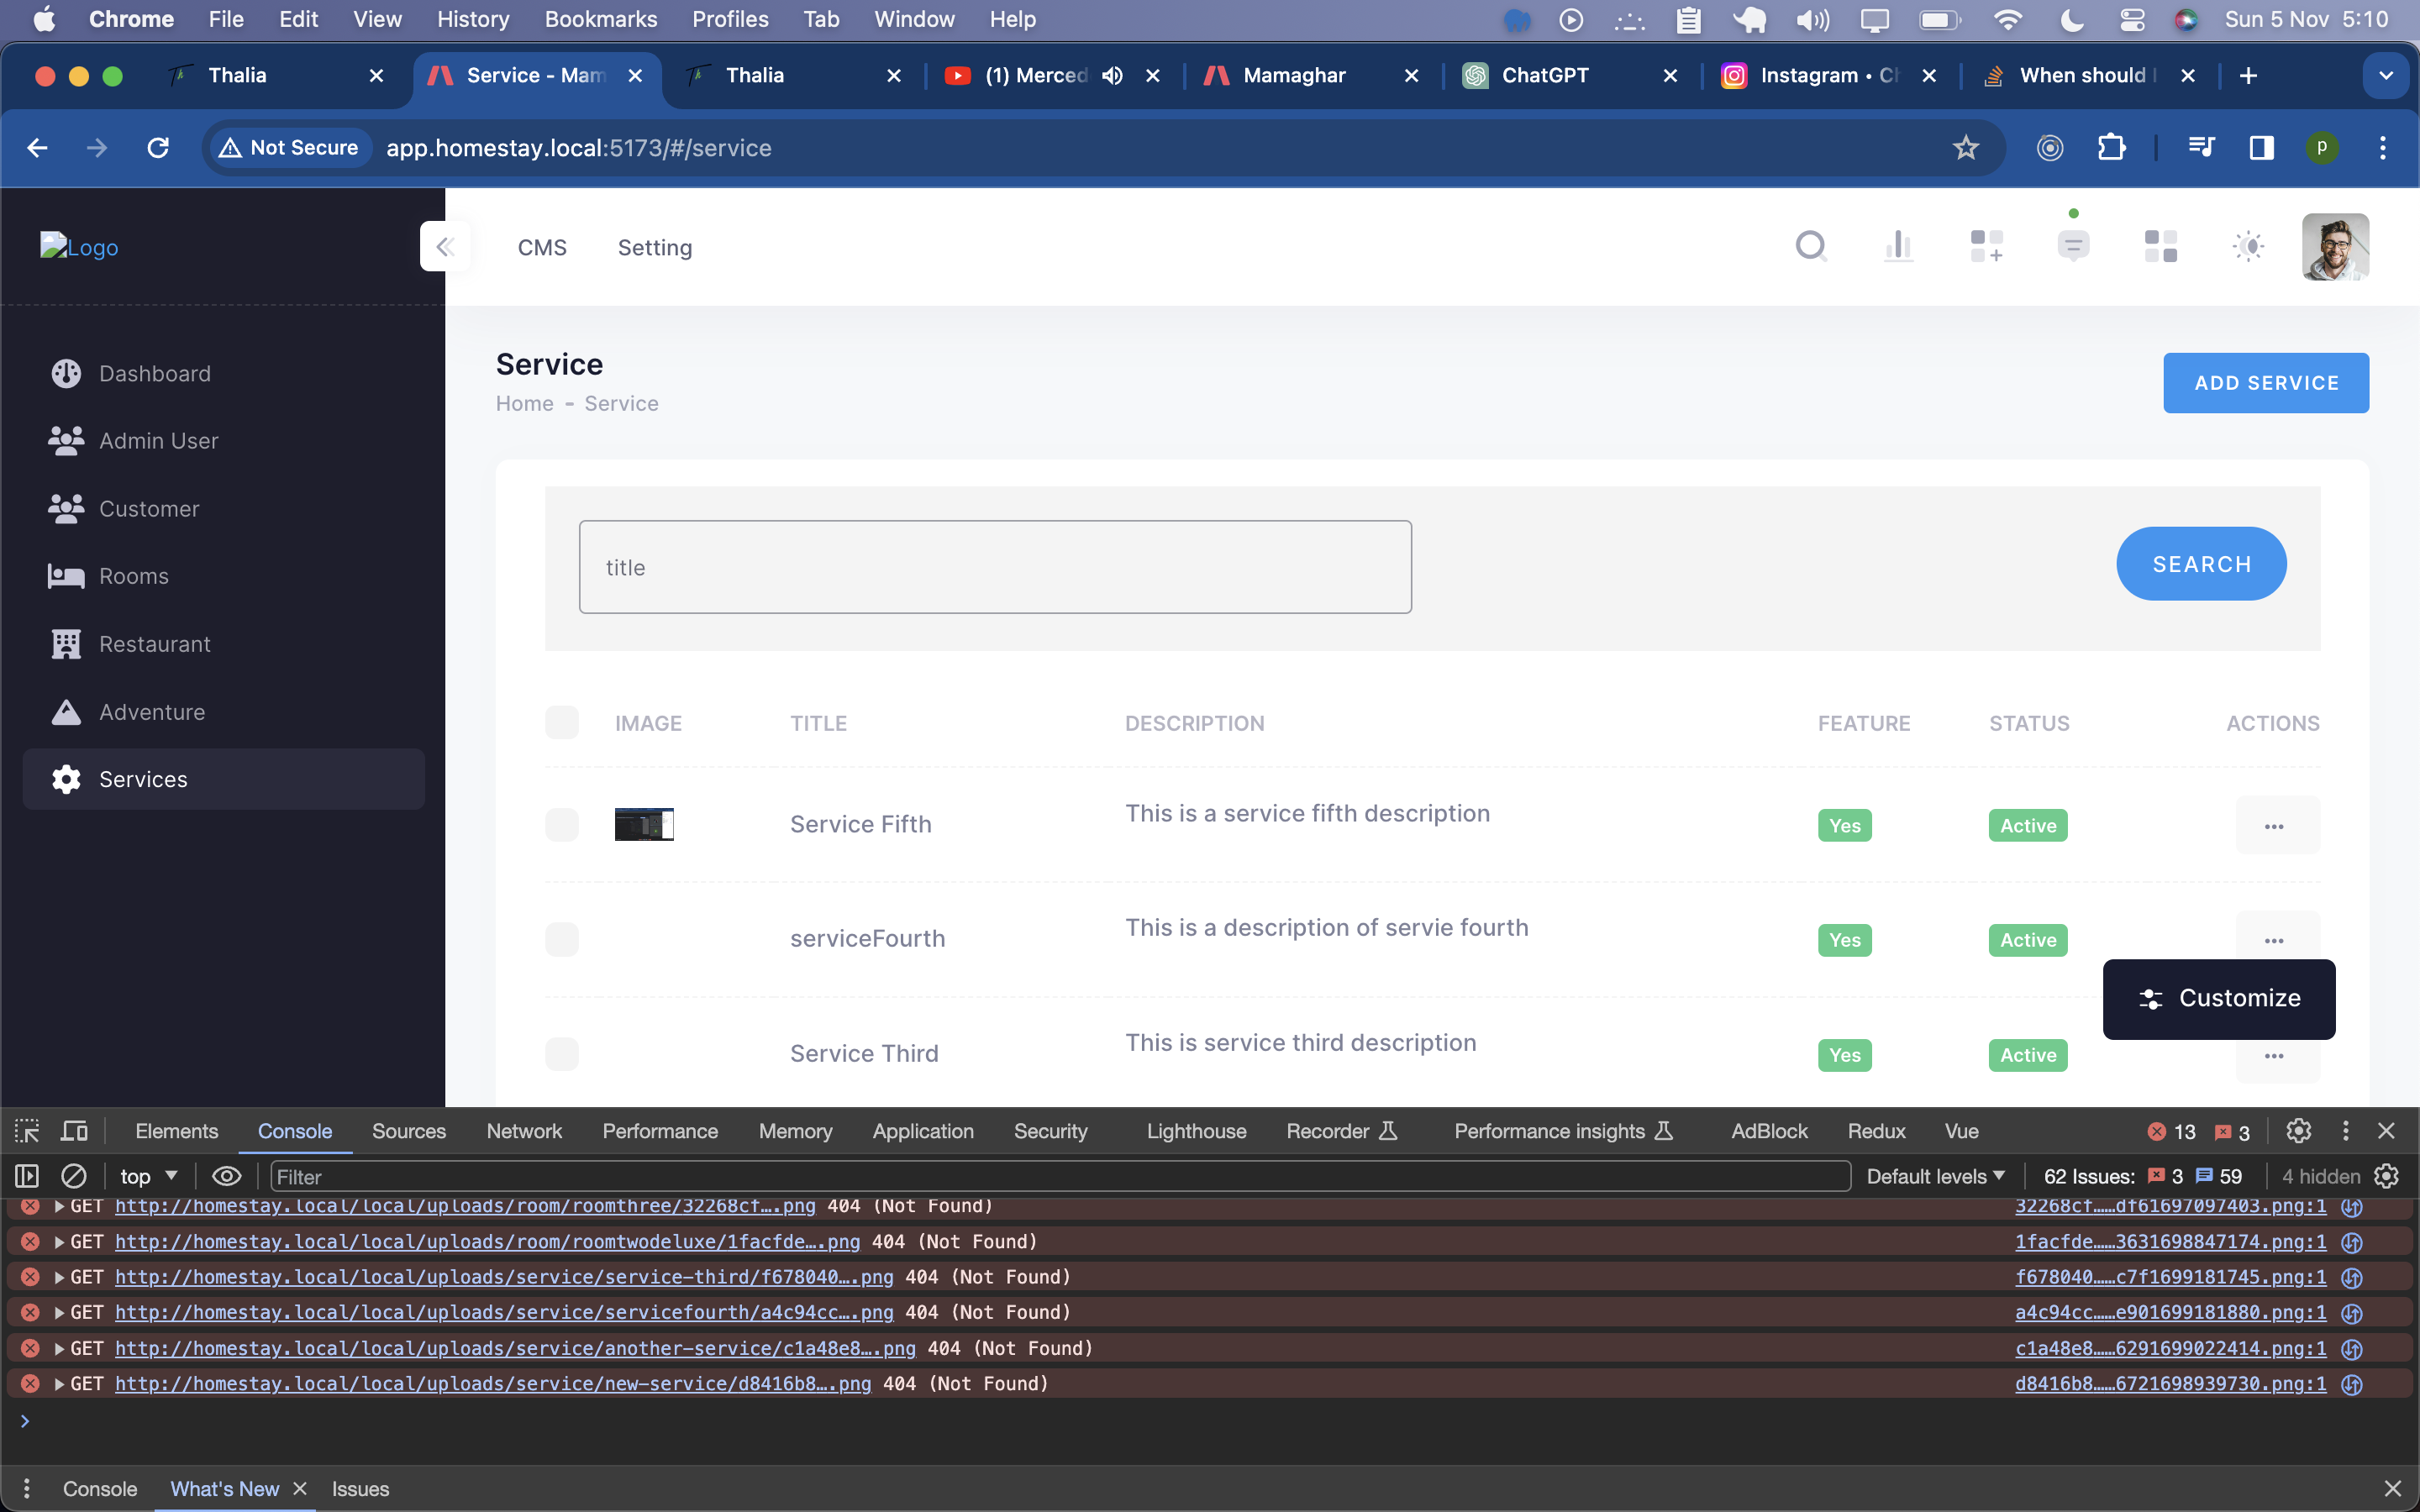 Chrome File Edit View History Bookmarks Profiles Tab Window Help Sun 5 Nov 5:10
Thalia Service - Mam Thalia (1) Merced Mamaghar ChatGPT Instagram • Ch When should I
Not Secure app.homestay.local:5173/#/service p
Logo CMS Setting
Service
Home - Service
ADD SERVICE
Dashboard
Admin User
Customer
Rooms
Restaurant
Adventure
Services
title SEARCH
IMAGE TITLE DESCRIPTION FEATURE STATUS ACTIONS
Service Fifth This is a service fifth description Yes Active ...
serviceFourth This is a description of servie fourth Yes Active ...
Customize
Service Third This is service third description Yes Active ...
Elements Console Sources Network Performance Memory Application Security Lighthouse Recorder Performance insights AdBlock Redux Vue 13 3
top Filter Default levels 62 Issues: 3 59 4 hidden
GET http://homestay.local/local/uploads/room/roomthree/32268cf….png 404 (Not Found) 32268cf……df61697097403.png:1
GET http://homestay.local/local/uploads/room/roomtwodeluxe/1facfde….png 404 (Not Found) 1facfde……3631698847174.png:1
GET http://homestay.local/local/uploads/service/service-third/f678040….png 404 (Not Found) f678040……c7f1699181745.png:1
GET http://homestay.local/local/uploads/service/servicefourth/a4c94cc….png 404 (Not Found) a4c94cc……e901699181880.png:1
GET http://homestay.local/local/uploads/service/another-service/c1a48e8….png 404 (Not Found) c1a48e8……6291699022414.png:1
GET http://homestay.local/local/uploads/service/new-service/d8416b8….png 404 (Not Found) d8416b8……6721698939730.png:1
Console What's New Issues